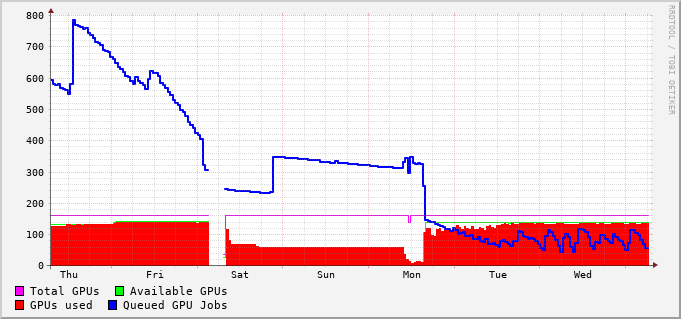 800
700
600
500
400
300
200
100
0
Thu Fri Sat Sun Mon Tue Wed
Total GPUs Available GPUs
GPUs used Queued GPU Jobs
RRDTOOL / TOBI OETIKER